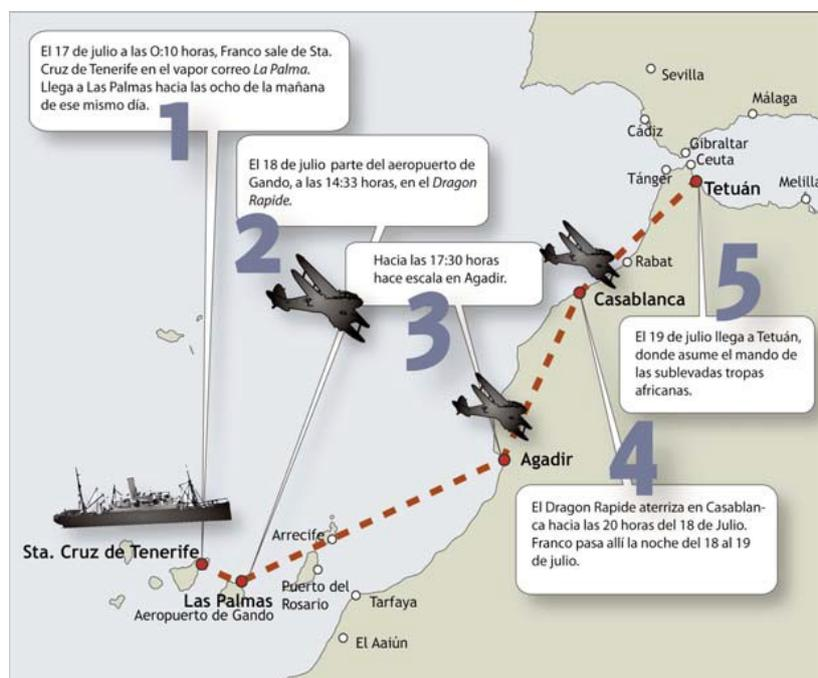 El 17 de julio a las O:10 horas, Franco sale de Sta.
Cruz de Tenerife en el vapor correo La Palma.
Llega a Las Palmas hacia las ocho de la mañana
de ese mismo día.
1
El 18 de julio parte del aeropuerto de
Gando, a las 14:33 horas, en el Dragon
Rapide.
2
Hacia las 17:30 horas
hace escala en Agadir.
3
Sevilla
Málaga
Cádiz
Gibraltar
Ceuta
Tánger
Tetuán
Melilla
Rabat
Casablanca
5
El 19 de julio llega a Tetuán,
donde asume el mando de
las sublevadas tropas
africanas.
Agadir
4
El Dragon Rapide aterriza en Casablan-
ca hacia las 20 horas del 18 de Julio.
Franco pasa allí la noche del 18 al 19
de julio.
Sta. Cruz de Tenerife
Arrecife
Las Palmas
Aeropuerto de Gando
Puerto del
Rosario
Tarfaya
El Aaiún